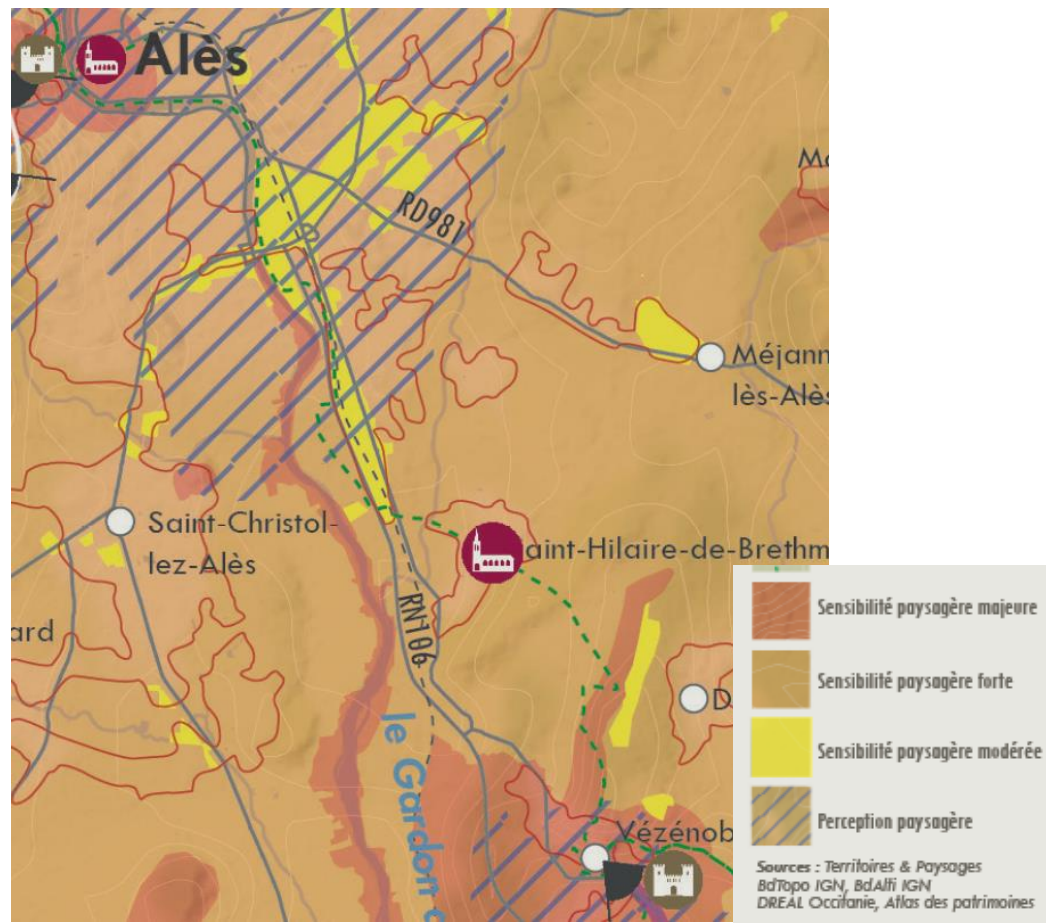 Alès
RD981
Méjann
lès-Alès
Saint-Christol-
lez-Alès
aint-Hilaire-de-Brethm
RN106
ard
le Gardon d
Vézénob
Sensibilité paysagère majeure
Sensibilité paysagère forte
Sensibilité paysagère modérée
Perception paysagère
Sources : Territoires & Paysages
BdTopo IGN, BdAlti IGN
DREAL Occitanie, Atlas des patrimoines